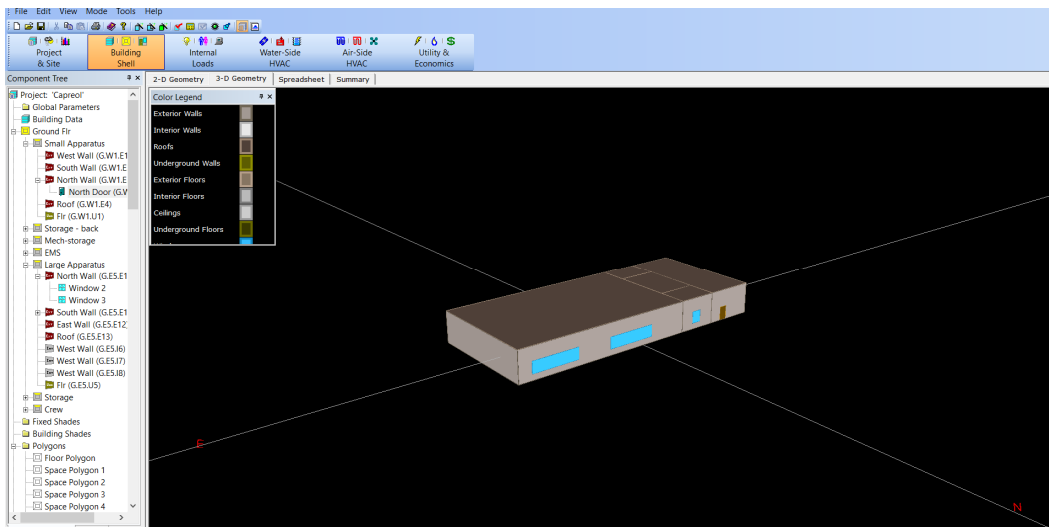 File Edit View Mode Tools Help
Project & Site
Building Shell
Internal Loads
Water-Side HVAC
Air-Side HVAC
Utility & Economics
Component Tree
2-D Geometry 3-D Geometry Spreadsheet Summary
Project: 'Capreol'
Global Parameters
Building Data
Ground Flr
Small Apparatus
West Wall (G.W1.E1
South Wall (G.W1.E
North Wall (G.W1.E
North Door (G.V
Roof (G.W1.E4)
Flr (G.W1.U1)
Storage - back
Mech-storage
EMS
Large Apparatus
North Wall (G.E5.E1
Window 2
Window 3
South Wall (G.E5.E1
East Wall (G.E5.E12
Roof (G.E5.E13)
West Wall (G.E5.I6)
West Wall (G.E5.I7)
West Wall (G.E5.I8)
Flr (G.E5.U5)
Storage
Crew
Fixed Shades
Building Shades
Polygons
Floor Polygon
Space Polygon 1
Space Polygon 2
Space Polygon 3
Space Polygon 4
Color Legend
Exterior Walls
Interior Walls
Roofs
Underground Walls
Exterior Floors
Interior Floors
Ceilings
Underground Floors
E
N